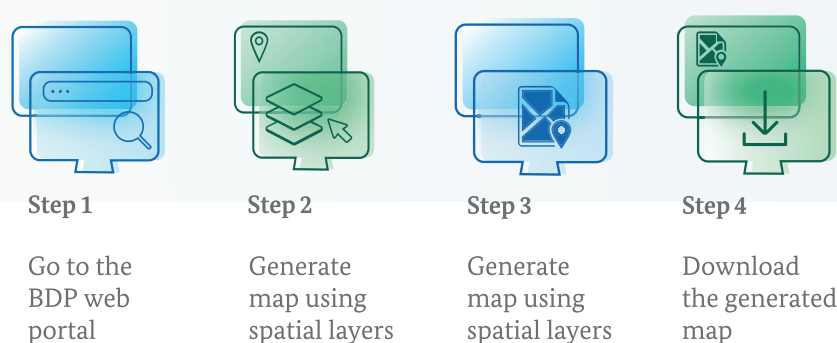 Step 1
Go to the
BDP web
portal
Step 2
Generate
map using
spatial layers
Step 3
Generate
map using
spatial layers
Step 4
Download
the generated
map